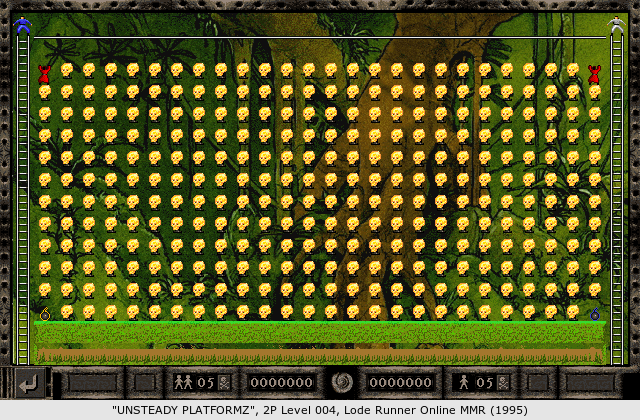 05 0000000 0000000 05
"UNSTEADY PLATFORMZ", 2P Level 004, Lode Runner Online MMR (1995)